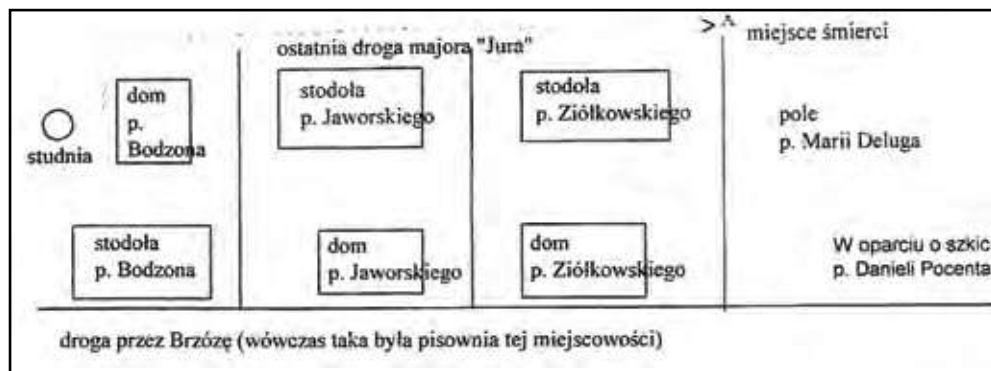 ostatnia droga majora "Jura"
> ^ miejsce śmierci
studnia
dom
p.
Bodzona
stodoła
p. Jaworskiego
stodoła
p. Ziółkowskiego
pole
p. Marii Deluga
stodoła
p. Bodzona
dom
p. Jaworskiego
dom
p. Ziółkowskiego
W oparciu o szkic
p. Danieli Pocenta
droga przez Brzózę (wówczas taka była pisownia tej miejscowości)